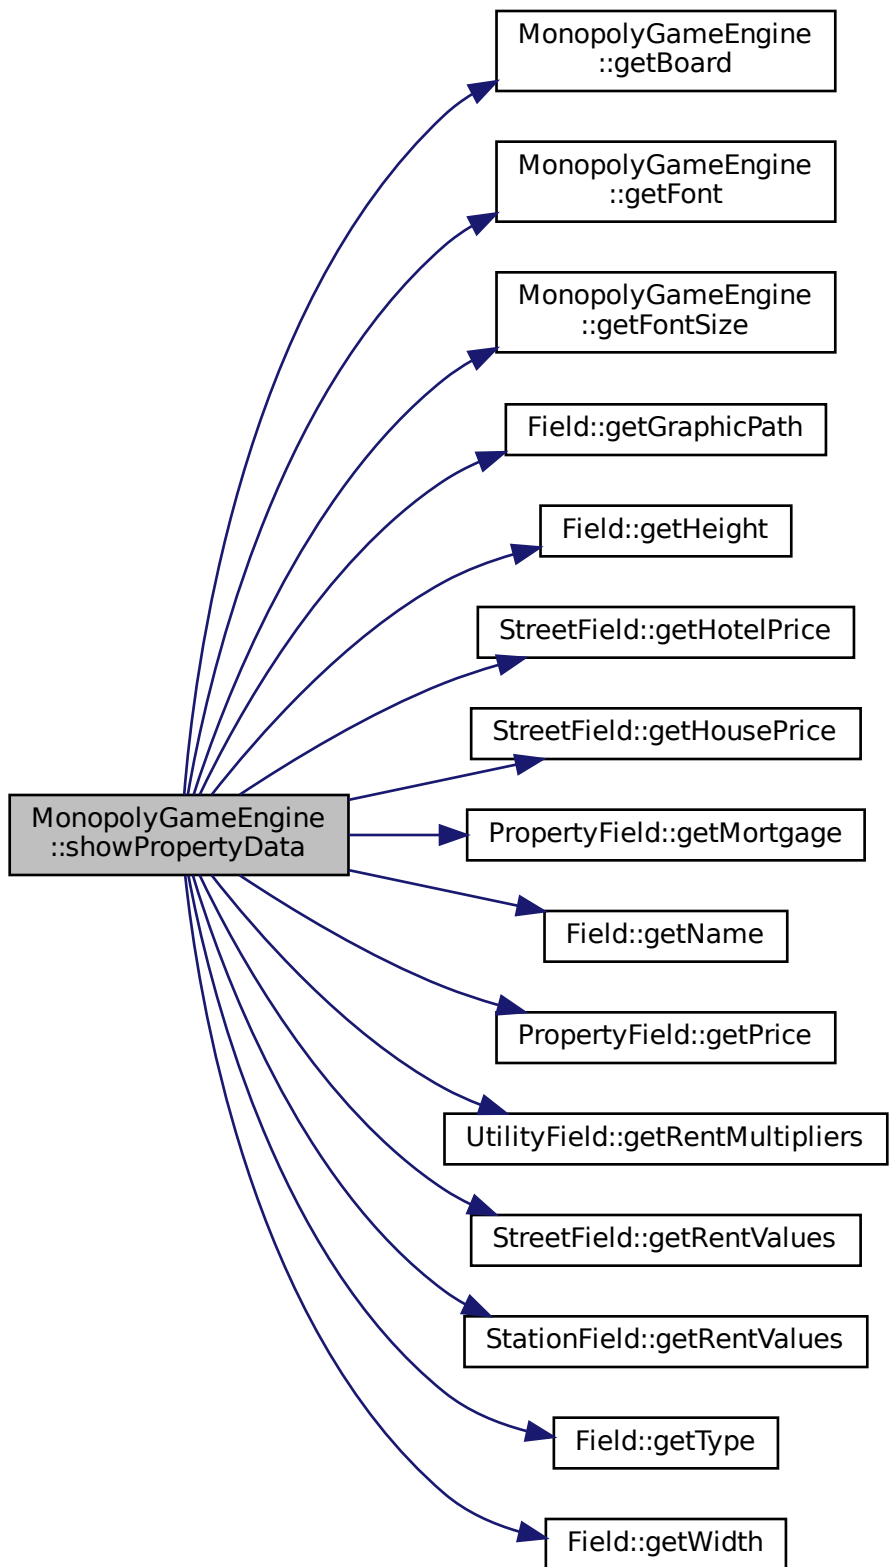 MonopolyGameEngine
::getBoard
MonopolyGameEngine
::getFont
MonopolyGameEngine
::getFontSize
Field::getGraphicPath
Field::getHeight
StreetField::getHotelPrice
StreetField::getHousePrice
MonopolyGameEngine
::showPropertyData
PropertyField::getMortgage
Field::getName
PropertyField::getPrice
UtilityField::getRentMultipliers
StreetField::getRentValues
StationField::getRentValues
Field::getType
Field::getWidth